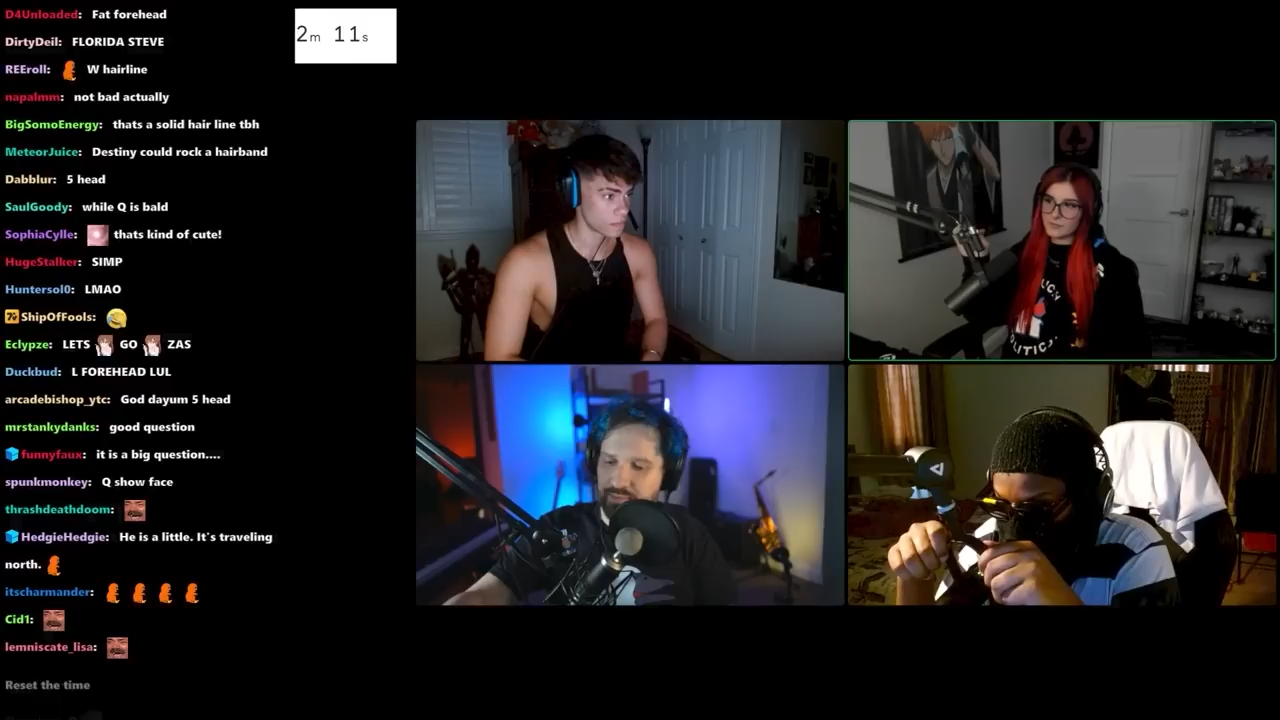 D4Unloaded: Fat forehead
2m 11s
DirtyDeil: FLORIDA STEVE
REEroll: W hairline
napalmm: not bad actually
BigSomoEnergy: thats a solid hair line tbh
MeteorJuice: Destiny could rock a hairband
Dabblur: 5 head
SaulGoody: while Q is bald
SophiaCylle: thats kind of cute!
HugeStalker: SIMP
Huntersol0: LMAO
ShipOfFools:
Eclypze: LETS GO ZAS
Duckbud: L FOREHEAD LUL
arcadebishop_ytc: God dayum 5 head
mrstankydanks: good question
funnyfaux: it is a big question....
spunkmonkey: Q show face
thrashdeathdoom:
HedgieHedgie: He is a little. It's traveling
north.
itscharmander:
Cid1:
lemniscate_lisa:
Reset the time